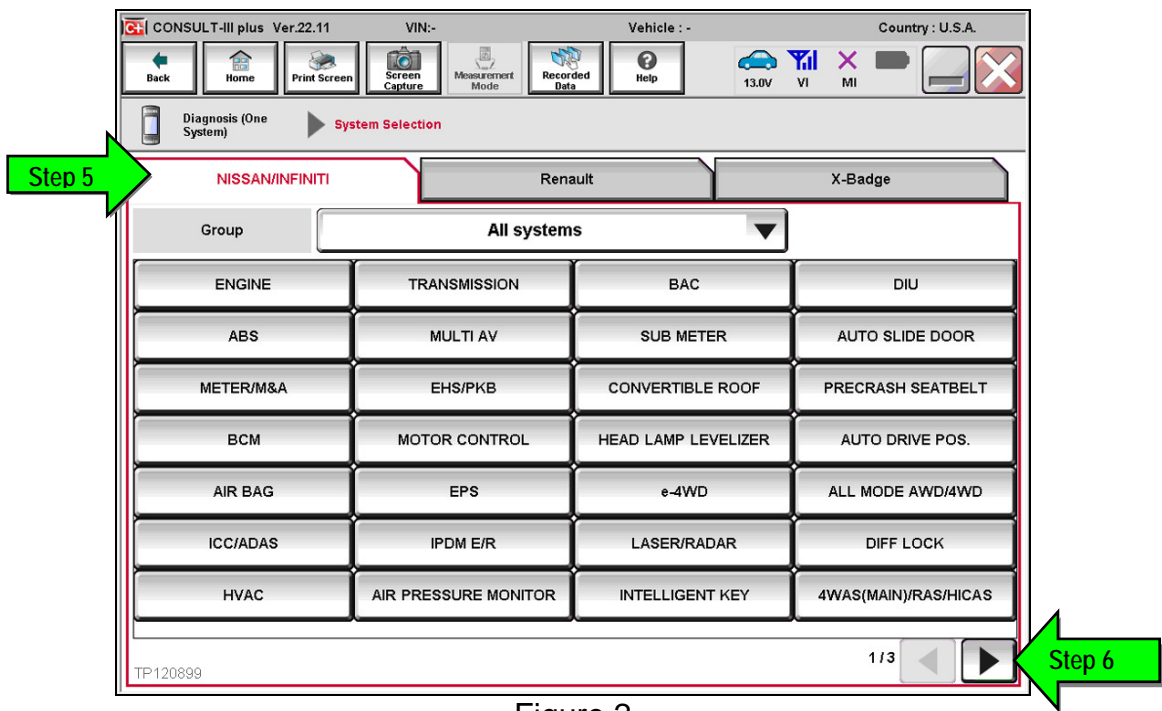 C+ CONSULT-III plus Ver.22.11 VIN:- Vehicle : - Country : U.S.A.
Back Home Print Screen Screen Capture Measurement Mode Recorded Data Help 13.0V VI MI
Diagnosis (One System) System Selection
Step 5
NISSAN/INFINITI Renault X-Badge
Group All systems
ENGINE TRANSMISSION BAC DIU
ABS MULTI AV SUB METER AUTO SLIDE DOOR
METER/M&A EHS/PKB CONVERTIBLE ROOF PRECRASH SEATBELT
BCM MOTOR CONTROL HEAD LAMP LEVELIZER AUTO DRIVE POS.
AIR BAG EPS e-4WD ALL MODE AWD/4WD
ICC/ADAS IPDM E/R LASER/RADAR DIFF LOCK
HVAC AIR PRESSURE MONITOR INTELLIGENT KEY 4WAS(MAIN)/RAS/HICAS
1/3 Step 6
TP120899